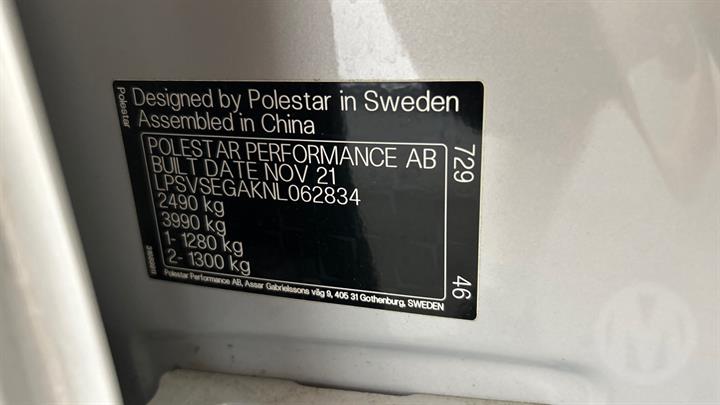 Polestar
Designed by Polestar in Sweden
Assembled in China
POLESTAR PERFORMANCE AB
BUILT DATE NOV 21
LPSVSEGAKNL062834
2490 kg
3990 kg
1- 1280 kg
2- 1300 kg
729
46
Polestar Performance AB, Assar Gabrielssons väg 9, 405 31 Gothenburg, SWEDEN